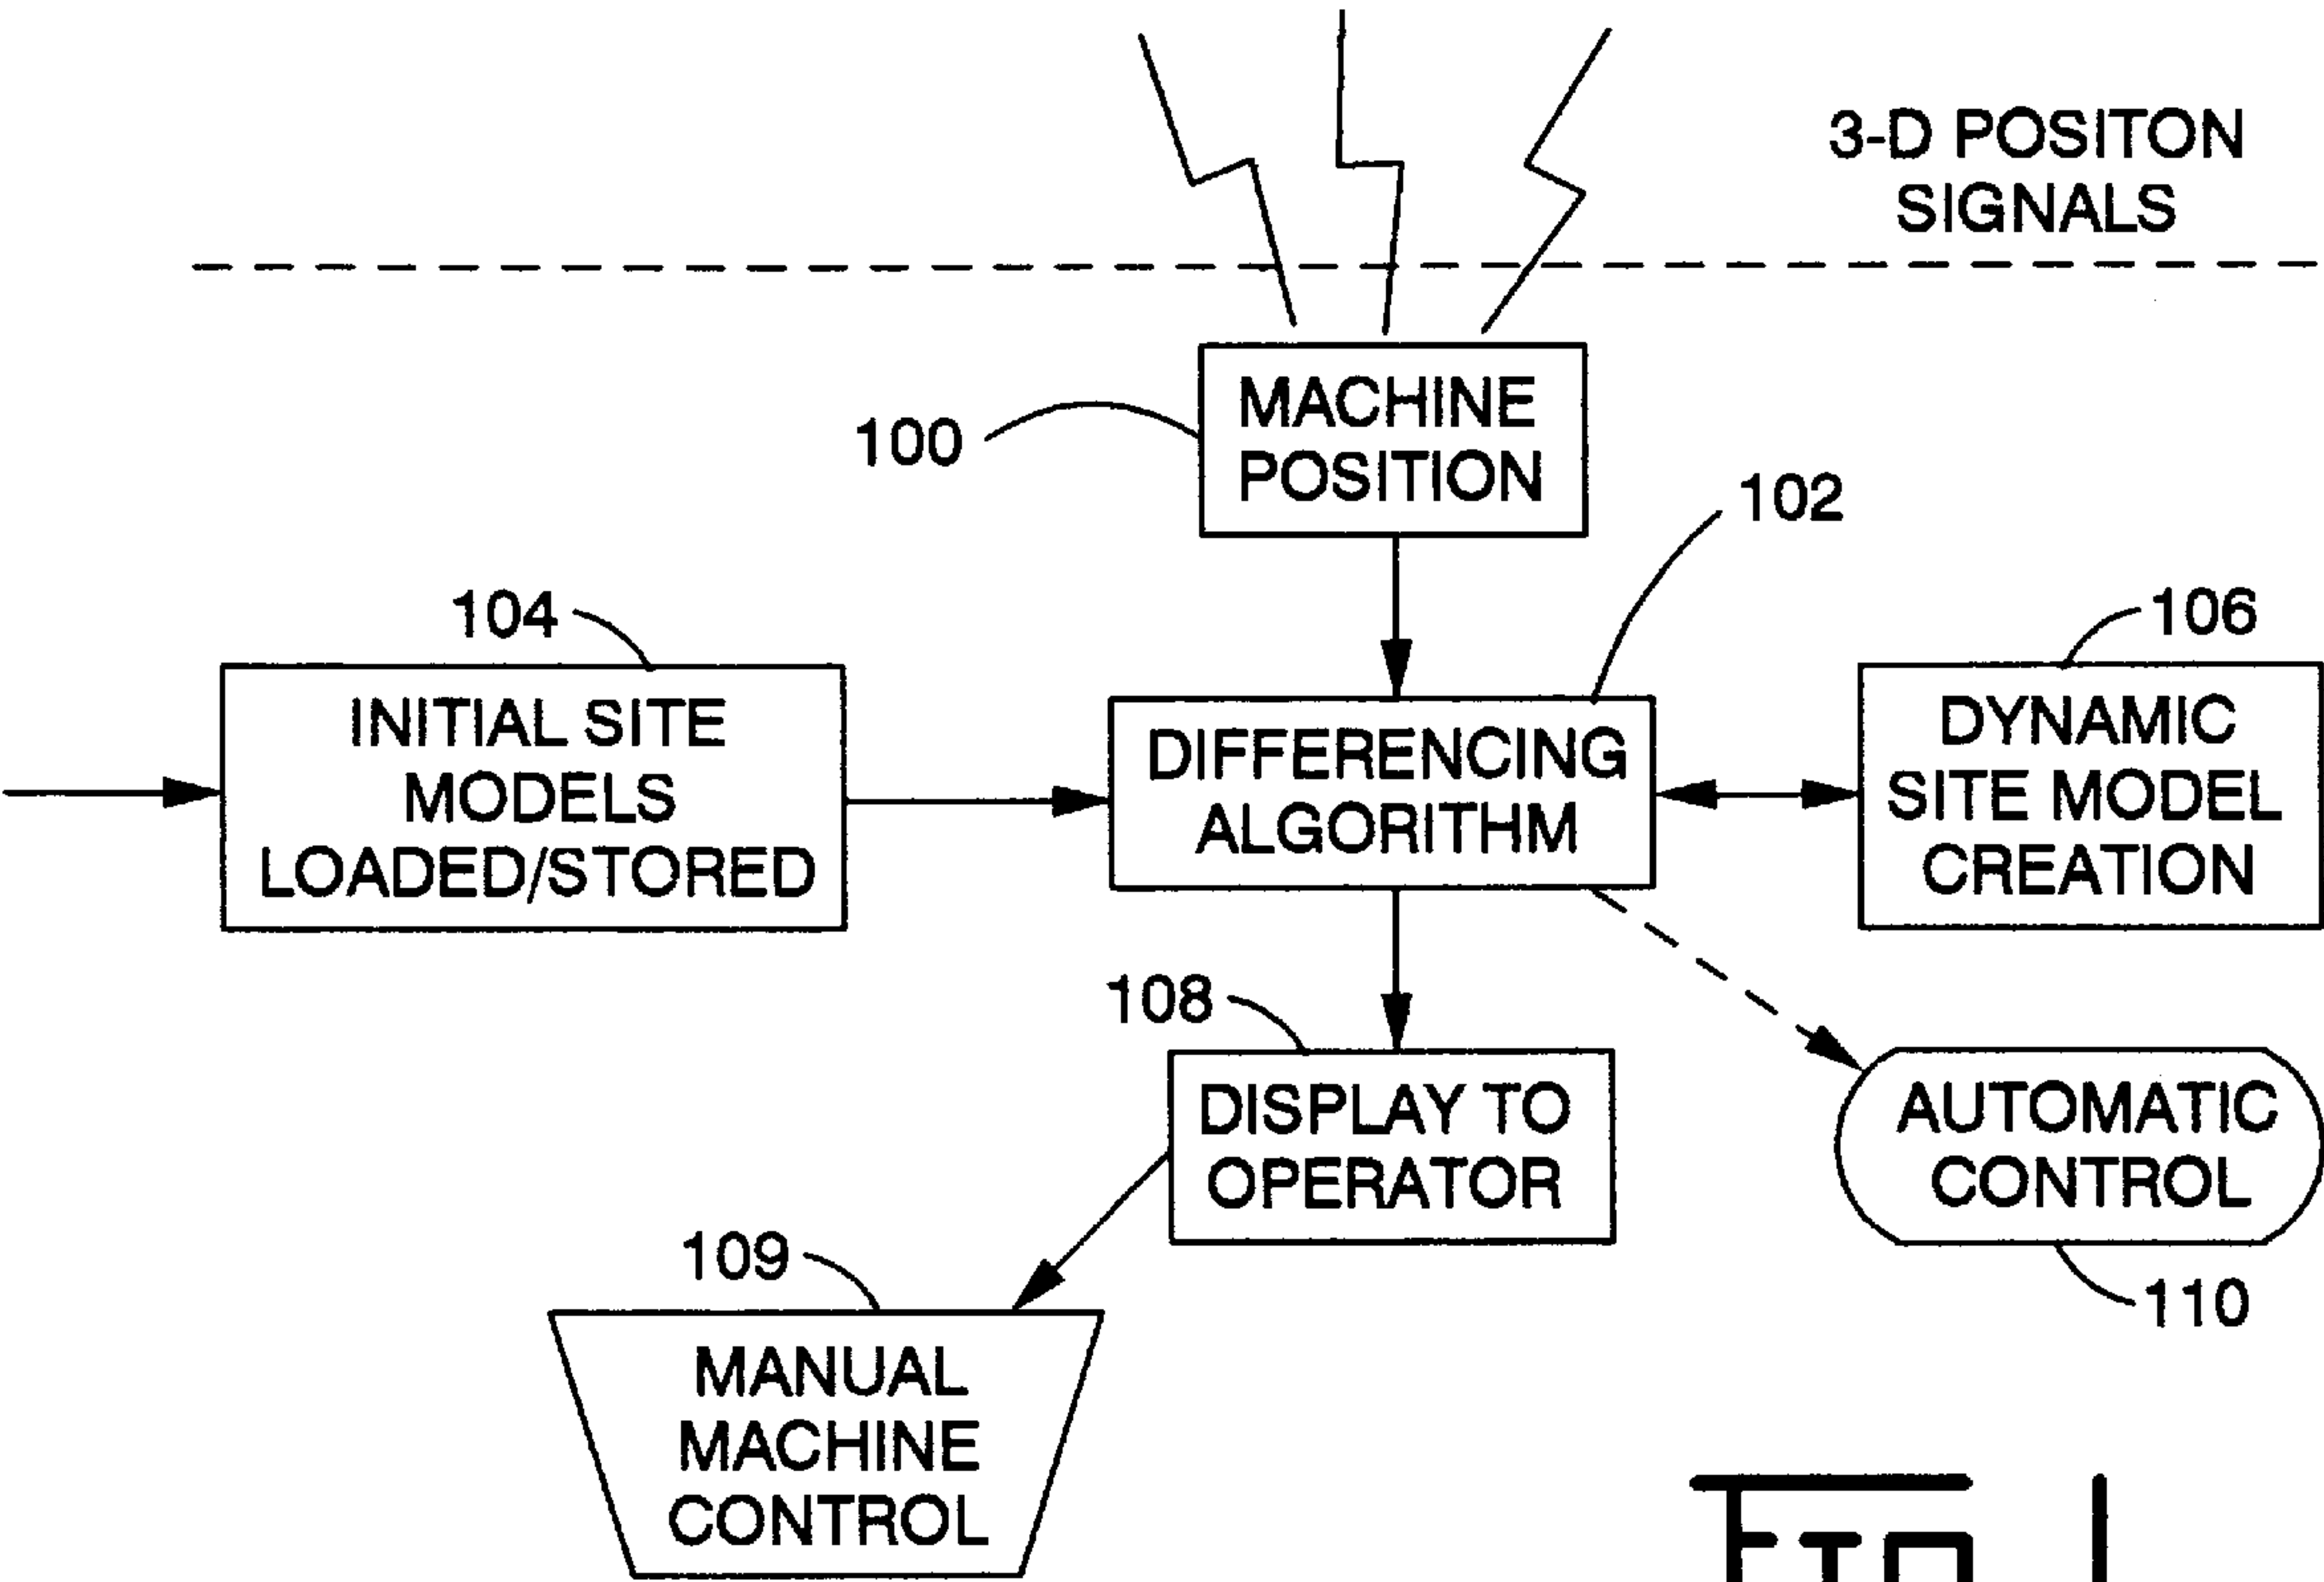 3-D POSITON
SIGNALS
100
MACHINE
POSITION
102
104
INITIAL SITE
MODELS
LOADED/STORED
DIFFERENCING
ALGORITHM
106
DYNAMIC
SITE MODEL
CREATION
108
DISPLAY TO
OPERATOR
AUTOMATIC
CONTROL
110
109
MANUAL
MACHINE
CONTROL